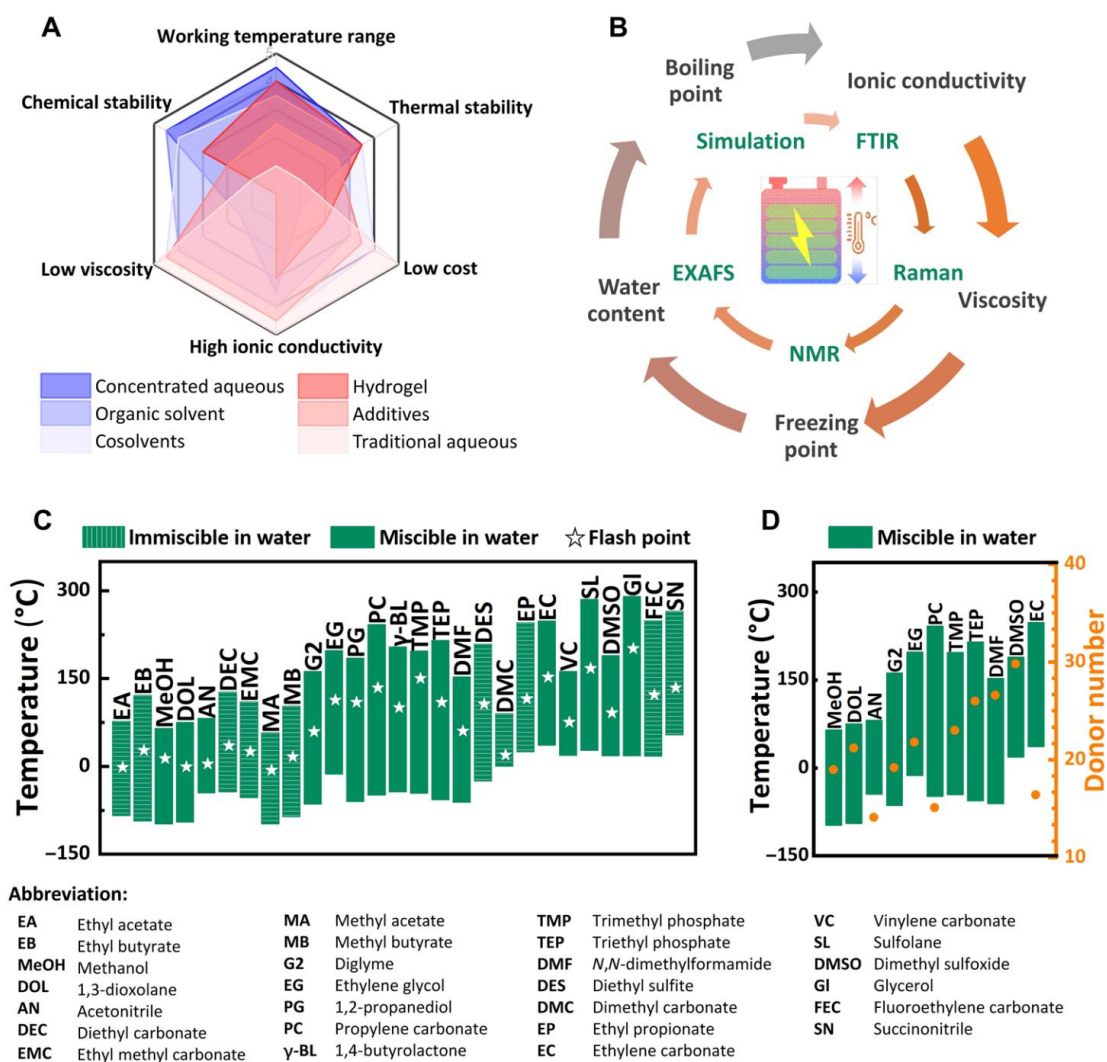 A
Working temperature range
5
4
Chemical stability
Thermal stability
Low viscosity
Low cost
High ionic conductivity
Concentrated aqueous
Hydrogel
Organic solvent
Additives
Cosolvents
Traditional aqueous
B
Boiling
point
Ionic conductivity
Simulation
FTIR
°C
EXAFS
Raman
Water
content
Viscosity
NMR
Freezing
point
C
Immiscible in water
Miscible in water
☆Flash point
Temperature (°C)
300
150
0
−150
EA
EB
MeOH
DOL
AN
DEC
EMC
MA
MB
G2
EG
PG
PC
γ-BL
TMP
TEP
DMF
DES
DMC
EP
EC
VC
SL
DMSO
Gl
FEC
SN
D
Miscible in water
Temperature (°C)
300
150
0
−150
MeOH
DOL
AN
G2
EG
PC
TMP
TEP
DMF
DMSO
EC
40
30
20
10
Donor number
Abbreviation:
EA Ethyl acetate
EB Ethyl butyrate
MeOH Methanol
DOL 1,3-dioxolane
AN Acetonitrile
DEC Diethyl carbonate
EMC Ethyl methyl carbonate
MA Methyl acetate
MB Methyl butyrate
G2 Diglyme
EG Ethylene glycol
PG 1,2-propanediol
PC Propylene carbonate
γ-BL 1,4-butyrolactone
TMP Trimethyl phosphate
TEP Triethyl phosphate
DMF N,N-dimethylformamide
DES Diethyl sulfite
DMC Dimethyl carbonate
EP Ethyl propionate
EC Ethylene carbonate
VC Vinylene carbonate
SL Sulfolane
DMSO Dimethyl sulfoxide
Gl Glycerol
FEC Fluoroethylene carbonate
SN Succinonitrile